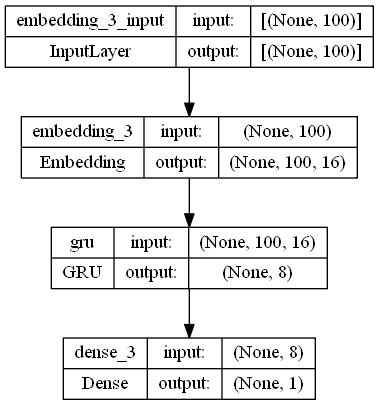 embedding_3_input input: [(None, 100)]
InputLayer output: [(None, 100)]
embedding_3 input: (None, 100)
Embedding output: (None, 100, 16)
gru input: (None, 100, 16)
GRU output: (None, 8)
dense_3 input: (None, 8)
Dense output: (None, 1)